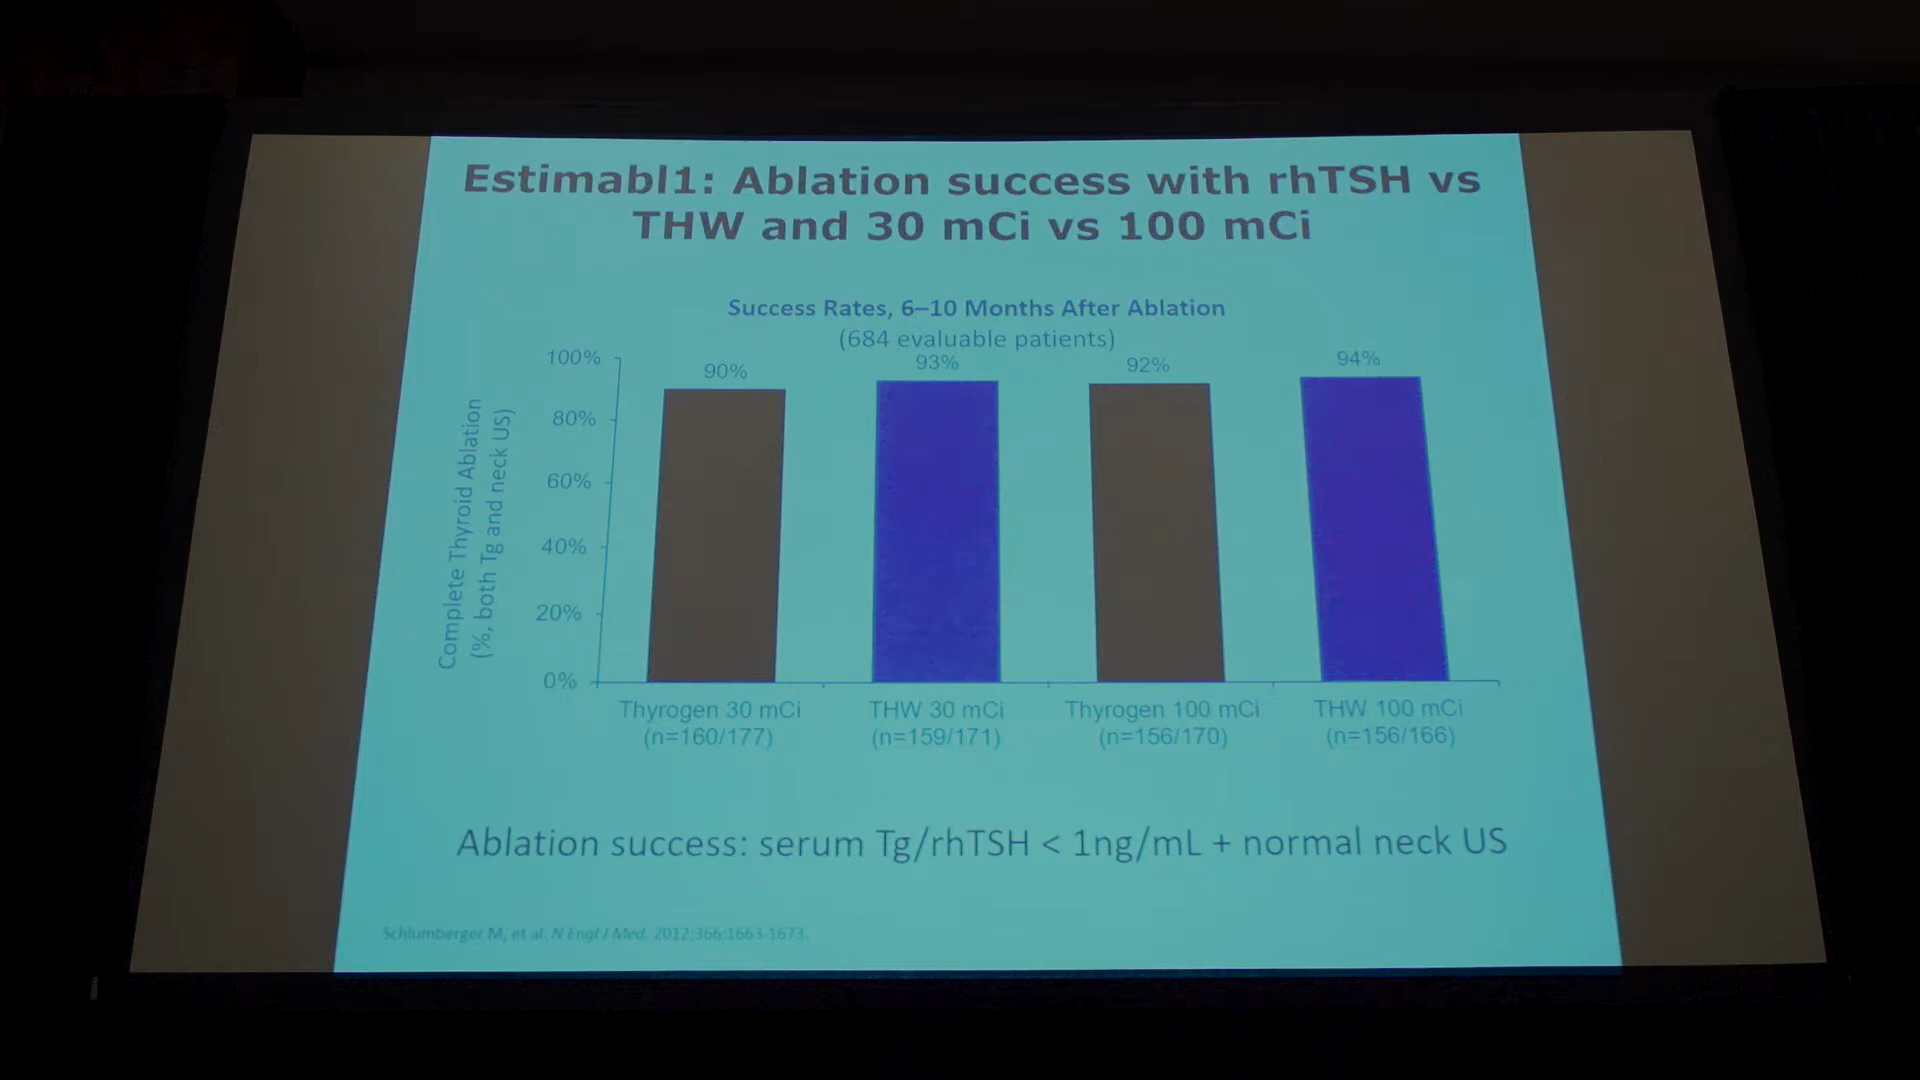 Estimabl1: Ablation success with rhTSH vs
THW and 30 mCi vs 100 mCi
Success Rates, 6–10 Months After Ablation
(684 evaluable patients)
Complete Thyroid Ablation
(%, both Tg and neck US)
100%
80%
60%
40%
20%
0%
90%
93%
92%
94%
Thyrogen 30 mCi
(n=160/177)
THW 30 mCi
(n=159/171)
Thyrogen 100 mCi
(n=156/170)
THW 100 mCi
(n=156/166)
Ablation success: serum Tg/rhTSH < 1ng/mL + normal neck US
Schlumberger M, et al. N Engl J Med. 2012;366:1663-1673.